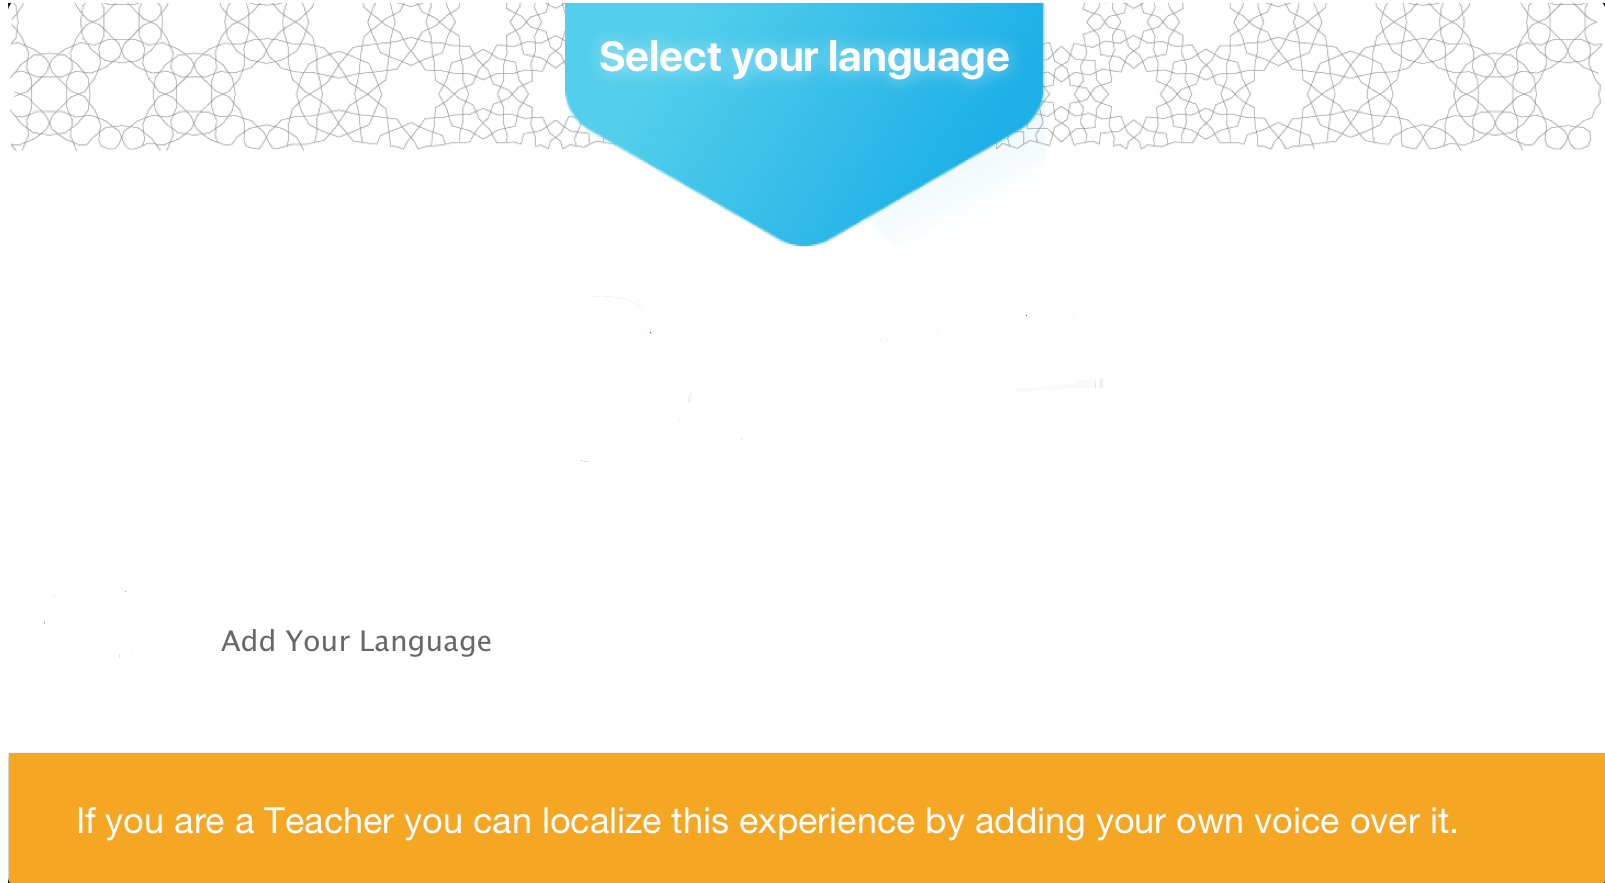 Select your language
Add Your Language
If you are a Teacher you can localize this experience by adding your own voice over it.